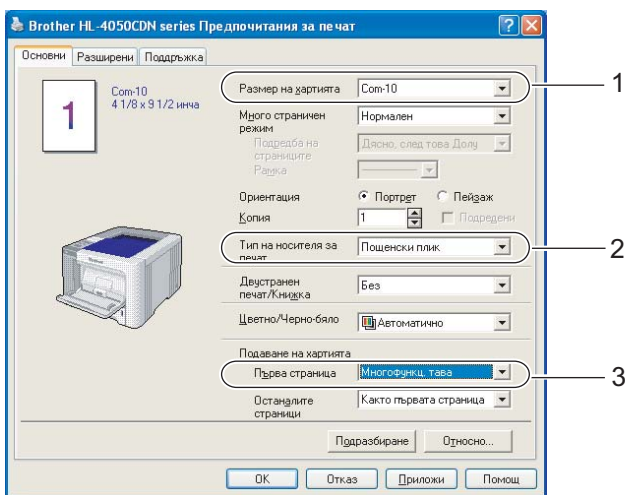 Brother HL-4050CDN series Предпочитания за печат
Основни Разширени Поддръжка
Com-10
4 1/8 x 9 1/2 инча
1
Размер на хартията Com-10 1
Много страничен режим Нормален
Подредба на страниците Дясно, след това Долу
Рамка
Ориентация Портрет Пейзаж
Копия 1 Подредени
Тип на носителя за печат Пощенски плик 2
Двустранен печат/Книжка Без
Цветно/Черно-бяло Автоматично
Подаване на хартията
Първа страница Многофункц. тава 3
Останалите страници Както първата страница
Подразбиране Относно...
OK Отказ Приложи Помощ